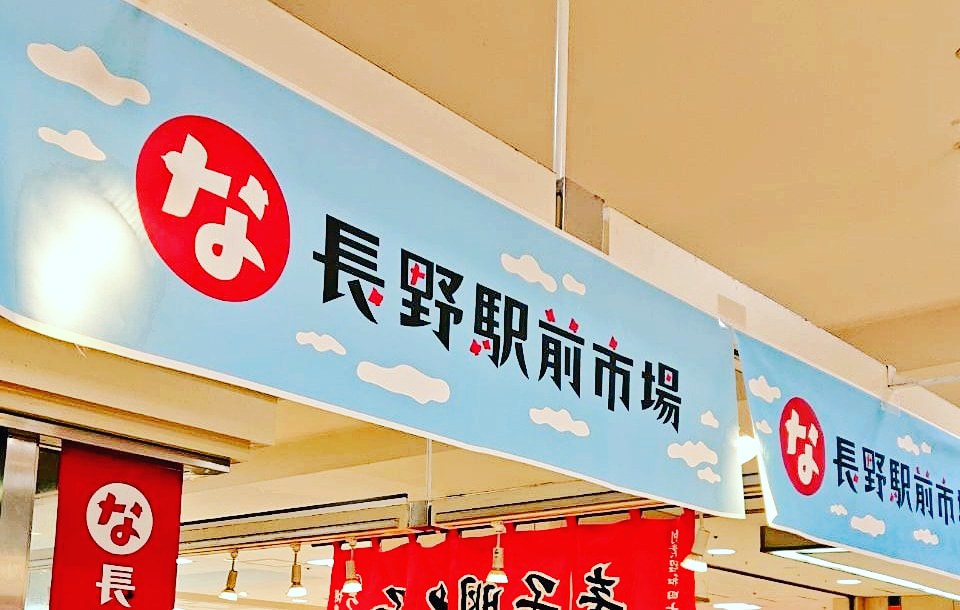 な 長野駅前市場
な 長野駅前市
な
長